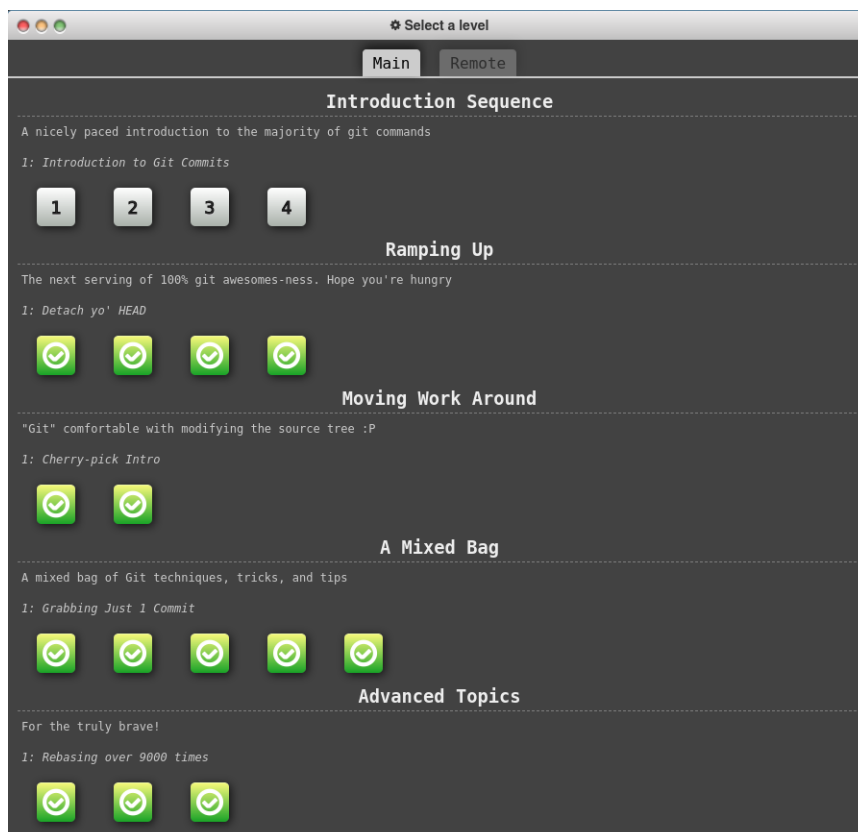 Select a level
Main Remote
Introduction Sequence
A nicely paced introduction to the majority of git commands
1: Introduction to Git Commits
1 2 3 4
Ramping Up
The next serving of 100% git awesomes-ness. Hope you're hungry
1: Detach yo' HEAD
Moving Work Around
"Git" comfortable with modifying the source tree :P
1: Cherry-pick Intro
A Mixed Bag
A mixed bag of Git techniques, tricks, and tips
1: Grabbing Just 1 Commit
Advanced Topics
For the truly brave!
1: Rebasing over 9000 times